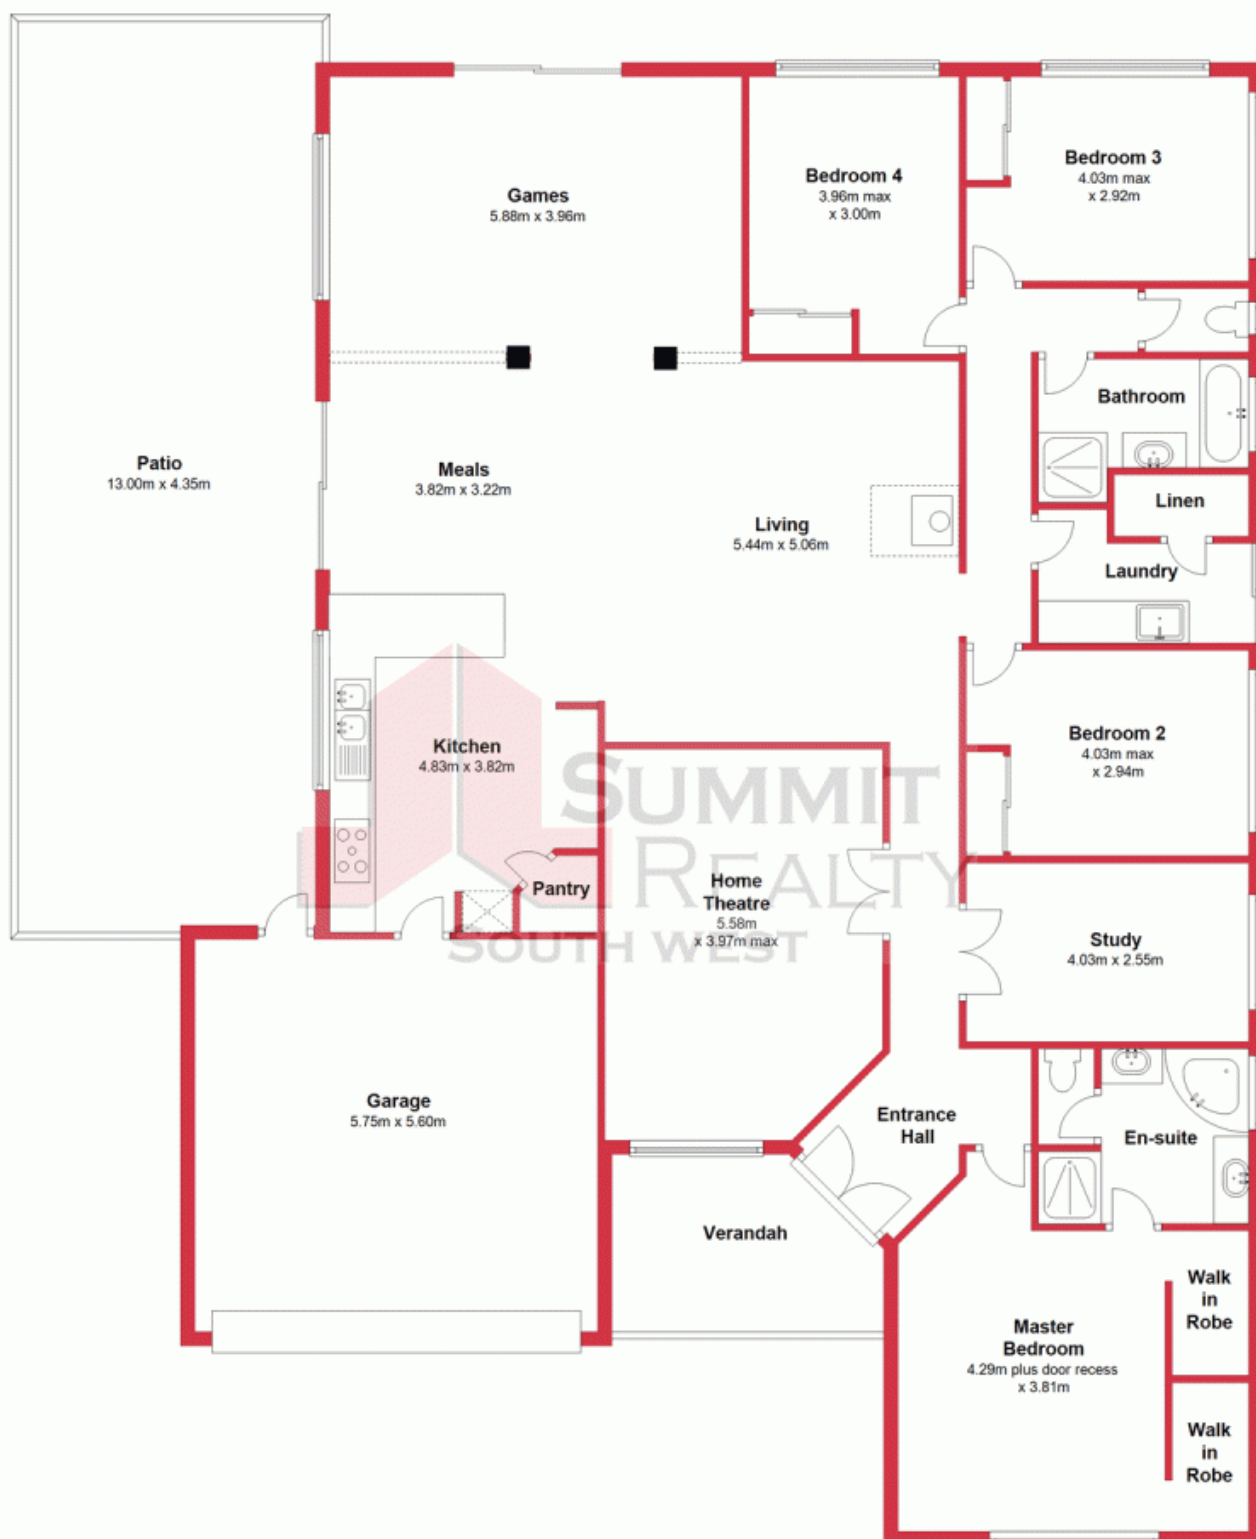 Games
5.88m x 3.96m
Bedroom 4
3.96m max
x 3.00m
Bedroom 3
4.03m max
x 2.92m
Patio
13.00m x 4.35m
Meals
3.82m x 3.22m
Living
5.44m x 5.06m
Bathroom
Linen
Laundry
Kitchen
4.83m x 3.82m
Pantry
Bedroom 2
4.03m max
x 2.94m
SUMMIT
REALTY
SOUTH WEST
Home
Theatre
5.58m
x 3.97m max
Study
4.03m x 2.55m
Garage
5.75m x 5.60m
Entrance
Hall
En-suite
Verandah
Walk
in
Robe
Master
Bedroom
4.29m plus door recess
x 3.81m
Walk
in
Robe